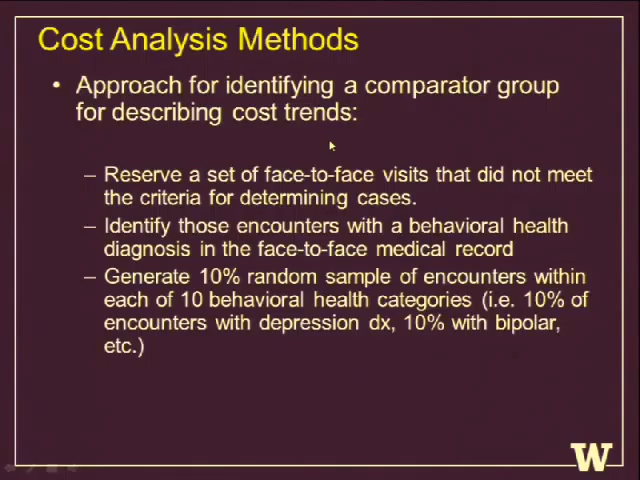 Cost Analysis Methods
• Approach for identifying a comparator group
for describing cost trends:
– Reserve a set of face-to-face visits that did not meet
the criteria for determining cases.
– Identify those encounters with a behavioral health
diagnosis in the face-to-face medical record
– Generate 10% random sample of encounters within
each of 10 behavioral health categories (i.e. 10% of
encounters with depression dx, 10% with bipolar,
etc.)
W